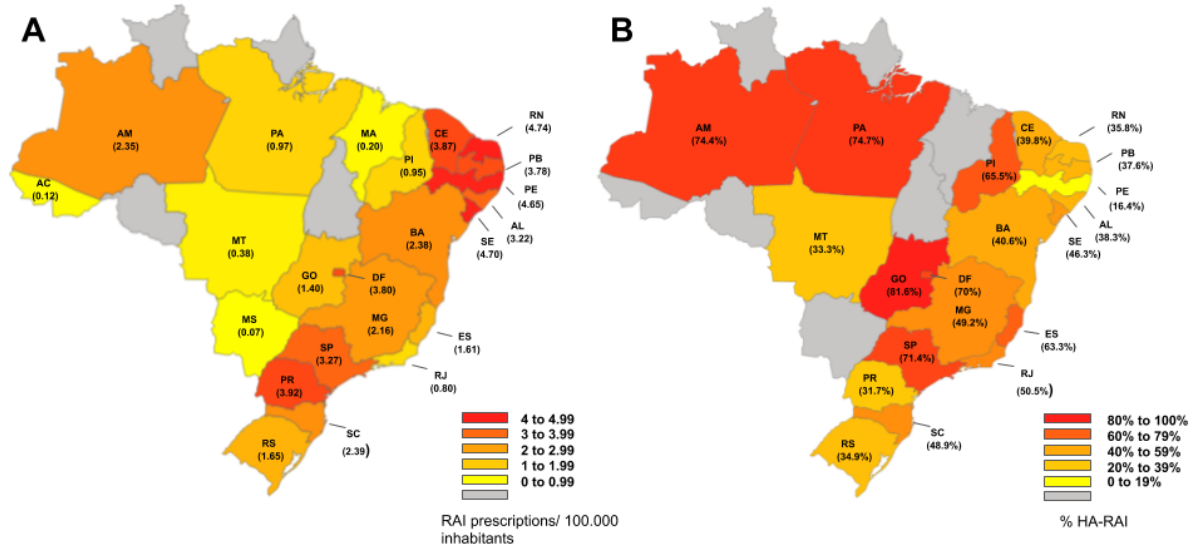 A
AM
(2.35)
PA
(0.97)
MA
(0.20)
CE
(3.87)
RN
(4.74)
PB
(3.78)
PE
(4.65)
AL
(3.22)
SE
(4.70)
PI
(0.95)
AC
(0.12)
BA
(2.38)
MT
(0.38)
GO
(1.40)
DF
(3.80)
MG
(2.16)
MS
(0.07)
ES
(1.61)
SP
(3.27)
RJ
(0.80)
PR
(3.92)
SC
(2.39)
RS
(1.65)
4 to 4.99
3 to 3.99
2 to 2.99
1 to 1.99
0 to 0.99
RAI prescriptions/ 100.000
inhabitants
B
AM
(74.4%)
PA
(74.7%)
CE
(39.8%)
RN
(35.8%)
PB
(37.6%)
PE
(16.4%)
AL
(38.3%)
SE
(46.3%)
PI
(65.5%)
BA
(40.6%)
MT
(33.3%)
GO
(81.6%)
DF
(70%)
MG
(49.2%)
ES
(63.3%)
SP
(71.4%)
RJ
(50.5%)
PR
(31.7%)
SC
(48.9%)
RS
(34.9%)
80% to 100%
60% to 79%
40% to 59%
20% to 39%
0 to 19%
% HA-RAI